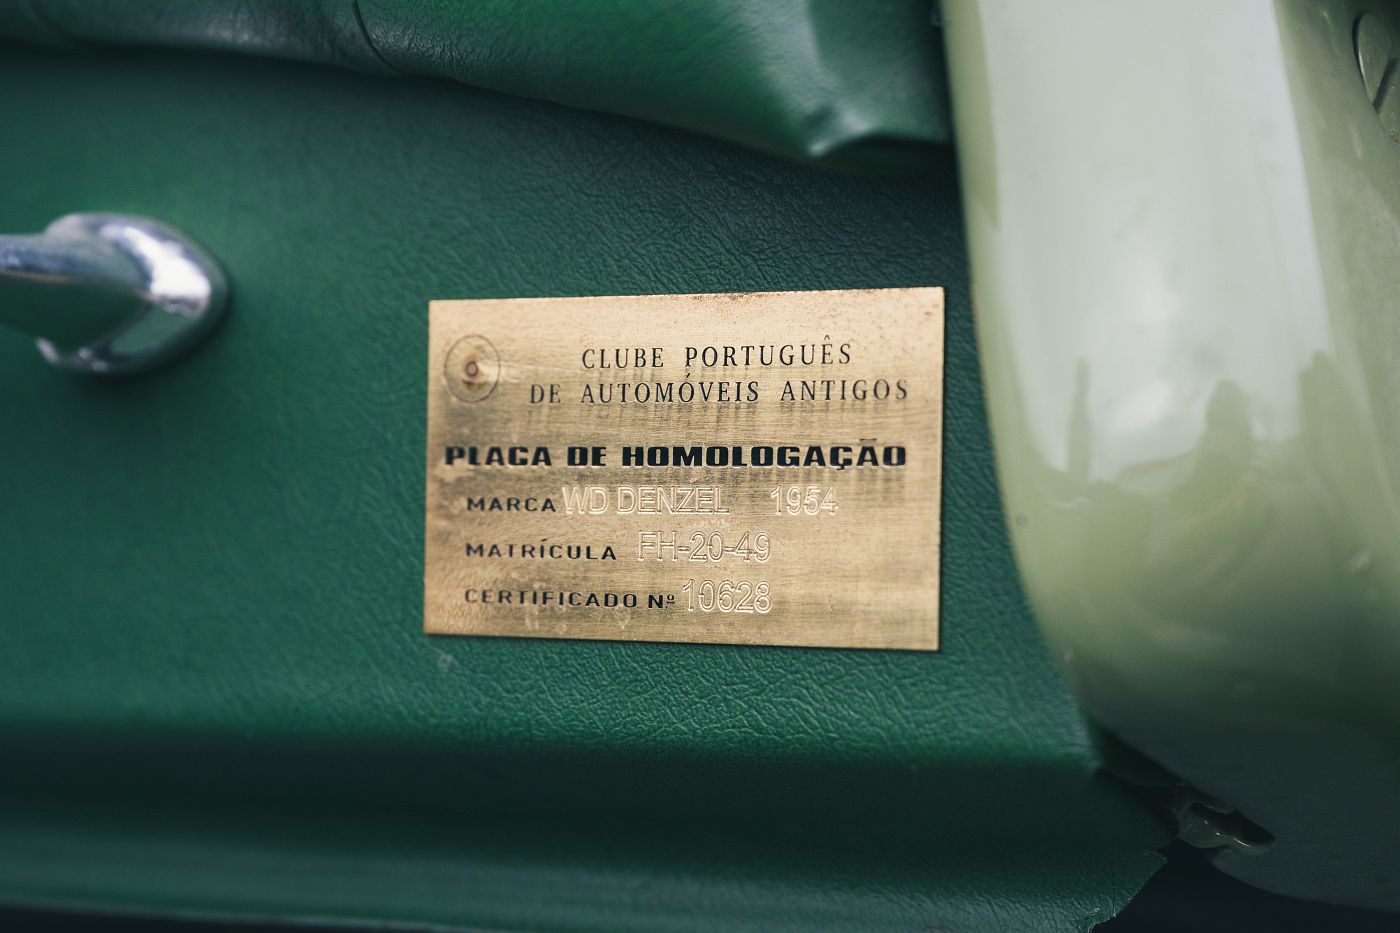 CLUBE PORTUGUÊS
DE AUTOMÓVEIS ANTIGOS
PLACA DE HOMOLOGAÇÃO
MARCA WD DENZEL 1954
MATRÍCULA FH-20-49
CERTIFICADO Nº 10628